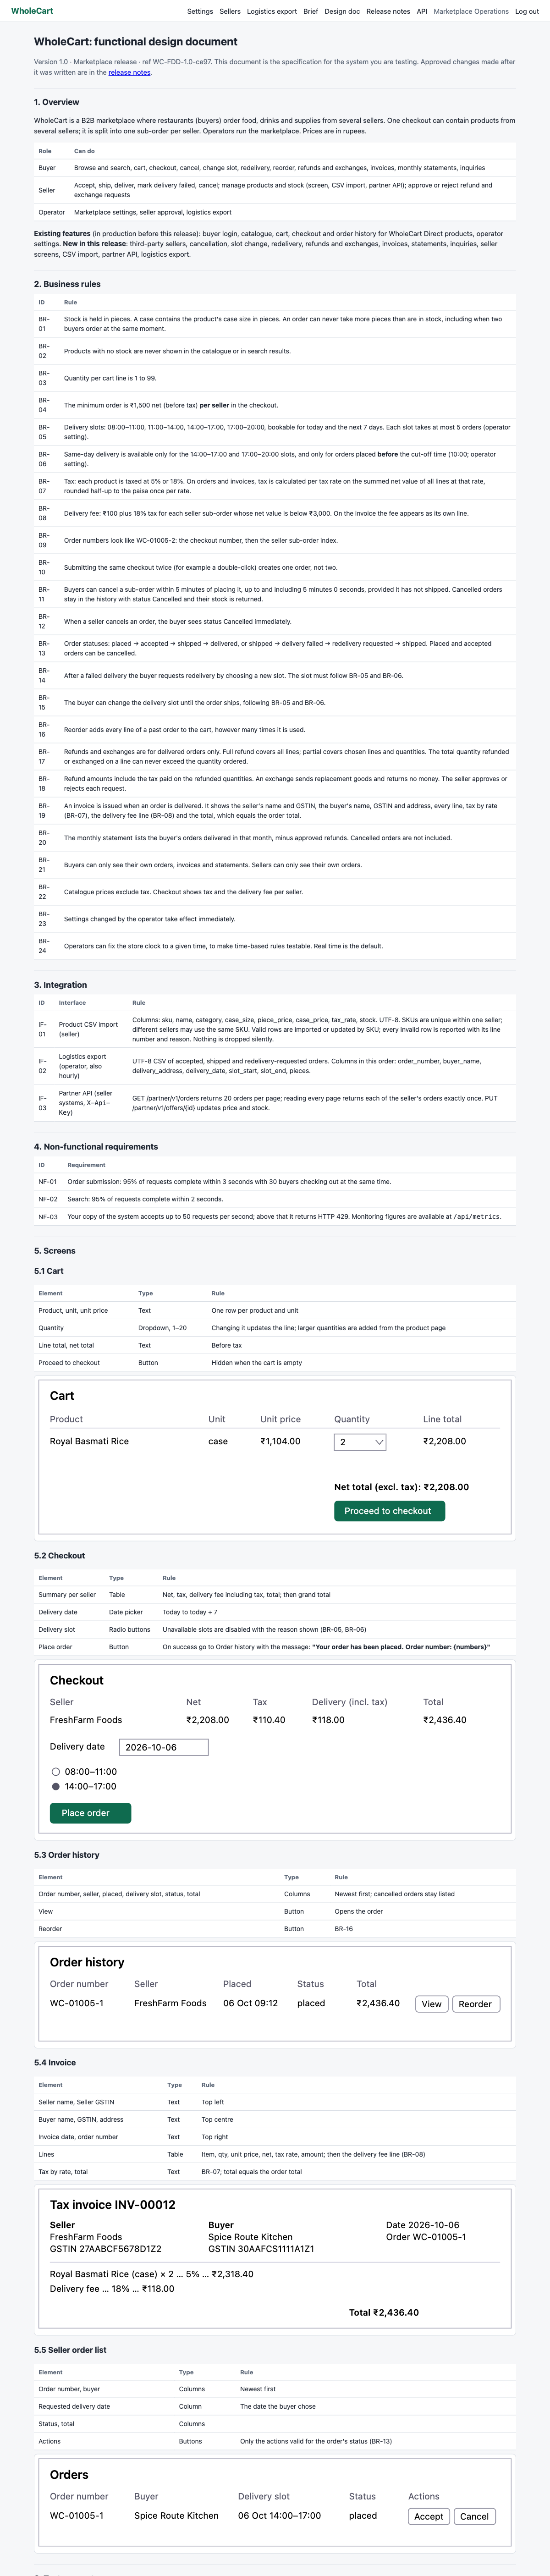 WholeCart
Settings Sellers Logistics export Brief Design doc Release notes API Marketplace Operations Log out
WholeCart: functional design document
Version 1.0 · Marketplace release · ref WC-FDD-1.0-ce97. This document is the specification for the system you are testing. Approved changes made after
it was written are in the release notes.
1. Overview
WholeCart is a B2B marketplace where restaurants (buyers) order food, drinks and supplies from several sellers. One checkout can contain products from
several sellers; it is split into one sub-order per seller. Operators run the marketplace. Prices are in rupees.
Role Can do
Buyer Browse and search, cart, checkout, cancel, change slot, redelivery, reorder, refunds and exchanges, invoices, monthly statements, inquiries
Seller Accept, ship, deliver, mark delivery failed, cancel; manage products and stock (screen, CSV import, partner API); approve or reject refund and
exchange requests
Operator Marketplace settings, seller approval, logistics export
Existing features (in production before this release): buyer login, catalogue, cart, checkout and order history for WholeCart Direct products, operator
settings. New in this release: third-party sellers, cancellation, slot change, redelivery, refunds and exchanges, invoices, statements, inquiries, seller
screens, CSV import, partner API, logistics export.
2. Business rules
ID Rule
BR-01 Stock is held in pieces. A case contains the product's case size in pieces. An order can never take more pieces than are in stock, including when two
buyers order at the same moment.
BR-02 Products with no stock are never shown in the catalogue or in search results.
BR-03 Quantity per cart line is 1 to 99.
BR-04 The minimum order is ₹1,500 net (before tax) per seller in the checkout.
BR-05 Delivery slots: 08:00–11:00, 11:00–14:00, 14:00–17:00, 17:00–20:00, bookable for today and the next 7 days. Each slot takes at most 5 orders (operator
setting).
BR-06 Same-day delivery is available only for the 14:00–17:00 and 17:00–20:00 slots, and only for orders placed before the cut-off time (10:00; operator
setting).
BR-07 Tax: each product is taxed at 5% or 18%. On orders and invoices, tax is calculated per tax rate on the summed net value of all lines at that rate,
rounded half-up to the paisa once per rate.
BR-08 Delivery fee: ₹100 plus 18% tax for each seller sub-order whose net value is below ₹3,000. On the invoice the fee appears as its own line.
BR-09 Order numbers look like WC-01005-2: the checkout number, then the seller sub-order index.
BR-10 Submitting the same checkout twice (for example a double-click) creates one order, not two.
BR-11 Buyers can cancel a sub-order within 5 minutes of placing it, up to and including 5 minutes 0 seconds, provided it has not shipped. Cancelled orders
stay in the history with status Cancelled and their stock is returned.
BR-12 When a seller cancels an order, the buyer sees status Cancelled immediately.
BR-13 Order statuses: placed → accepted → shipped → delivered, or shipped → delivery failed → redelivery requested → shipped. Placed and accepted
orders can be cancelled.
BR-14 After a failed delivery the buyer requests redelivery by choosing a new slot. The slot must follow BR-05 and BR-06.
BR-15 The buyer can change the delivery slot until the order ships, following BR-05 and BR-06.
BR-16 Reorder adds every line of a past order to the cart, however many times it is used.
BR-17 Refunds and exchanges are for delivered orders only. Full refund covers all lines; partial covers chosen lines and quantities. The total quantity refunded
or exchanged on a line can never exceed the quantity ordered.
BR-18 Refund amounts include the tax paid on the refunded quantities. An exchange sends replacement goods and returns no money. The seller approves or
rejects each request.
BR-19 An invoice is issued when an order is delivered. It shows the seller's name and GSTIN, the buyer's name, GSTIN and address, every line, tax by rate
(BR-07), the delivery fee line (BR-08) and the total, which equals the order total.
BR-20 The monthly statement lists the buyer's orders delivered in that month, minus approved refunds. Cancelled orders are not included.
BR-21 Buyers can only see their own orders, invoices and statements. Sellers can only see their own orders.
BR-22 Catalogue prices exclude tax. Checkout shows tax and the delivery fee per seller.
BR-23 Settings changed by the operator take effect immediately.
BR-24 Operators can fix the store clock to a given time, to make time-based rules testable. Real time is the default.
3. Integration
ID Interface Rule
IF-01 Product CSV import (seller) Columns: sku, name, category, case_size, piece_price, case_price, tax_rate, stock. UTF-8. SKUs are unique within one seller;
different sellers may use the same SKU. Valid rows are imported or updated by SKU; every invalid row is reported with its line
number and reason. Nothing is dropped silently.
IF-02 Logistics export (operator, also hourly) UTF-8 CSV of accepted, shipped and redelivery-requested orders. Columns in this order: order_number, buyer_name,
delivery_address, delivery_date, slot_start, slot_end, pieces.
IF-03 Partner API (seller systems, X-Api-Key) GET /partner/v1/orders returns 20 orders per page; reading every page returns each of the seller's orders exactly once. PUT
/partner/v1/offers/{id} updates price and stock.
4. Non-functional requirements
ID Requirement
NF-01 Order submission: 95% of requests complete within 3 seconds with 30 buyers checking out at the same time.
NF-02 Search: 95% of requests complete within 2 seconds.
NF-03 Your copy of the system accepts up to 50 requests per second; above that it returns HTTP 429. Monitoring figures are available at /api/metrics.
5. Screens
5.1 Cart
Element Type Rule
Product, unit, unit price Text One row per product and unit
Quantity Dropdown, 1–20 Changing it updates the line; larger quantities are added from the product page
Line total, net total Text Before tax
Proceed to checkout Button Hidden when the cart is empty
Cart
Product Unit Unit price Quantity Line total
Royal Basmati Rice case ₹1,104.00 2 ₹2,208.00
Net total (excl. tax): ₹2,208.00
Proceed to checkout
5.2 Checkout
Element Type Rule
Summary per seller Table Net, tax, delivery fee including tax, total; then grand total
Delivery date Date picker Today to today + 7
Delivery slot Radio buttons Unavailable slots are disabled with the reason shown (BR-05, BR-06)
Place order Button On success go to Order history with the message: "Your order has been placed. Order number: {numbers}"
Checkout
Seller Net Tax Delivery (incl. tax) Total
FreshFarm Foods ₹2,208.00 ₹110.40 ₹118.00 ₹2,436.40
Delivery date 2026-10-06
08:00–11:00
14:00–17:00
Place order
5.3 Order history
Element Type Rule
Order number, seller, placed, delivery slot, status, total Columns Newest first; cancelled orders stay listed
View Button Opens the order
Reorder Button BR-16
Order history
Order number Seller Placed Status Total
WC-01005-1 FreshFarm Foods 06 Oct 09:12 placed ₹2,436.40 View Reorder
5.4 Invoice
Element Type Rule
Seller name, Seller GSTIN Text Top left
Buyer name, GSTIN, address Text Top centre
Invoice date, order number Text Top right
Lines Table Item, qty, unit price, net, tax rate, amount; then the delivery fee line (BR-08)
Tax by rate, total Text BR-07; total equals the order total
Tax invoice INV-00012
Seller Buyer Date 2026-10-06
FreshFarm Foods Spice Route Kitchen Order WC-01005-1
GSTIN 27AABCF5678D1Z2 GSTIN 30AAFCS1111A1Z1
Royal Basmati Rice (case) × 2 ... 5% ... ₹2,318.40
Delivery fee ... 18% ... ₹118.00
Total ₹2,436.40
5.5 Seller order list
Element Type Rule
Order number, buyer Columns Newest first
Requested delivery date Column The date the buyer chose
Status, total Columns
Actions Buttons Only the actions valid for the order's status (BR-13)
Orders
Order number Buyer Delivery slot Status Actions
WC-01005-1 Spice Route Kitchen 06 Oct 14:00–17:00 placed Accept Cancel